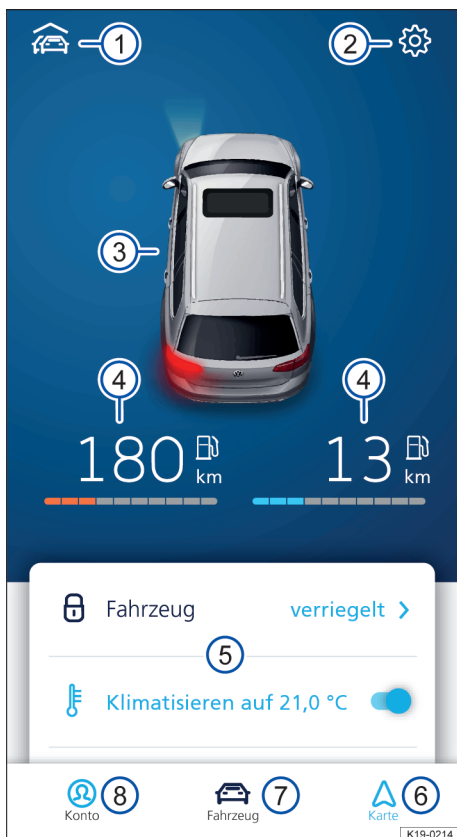 1
2
3
4
4
180 km
13 km
Fahrzeug verriegelt
5
Klimatisieren auf 21,0 °C
8 7 6
Konto Fahrzeug Karte
K19-0214